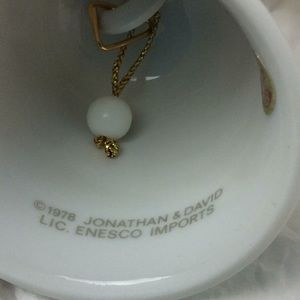 ©1978 JONATHAN & DAVID
LIC. ENESCO IMPORTS